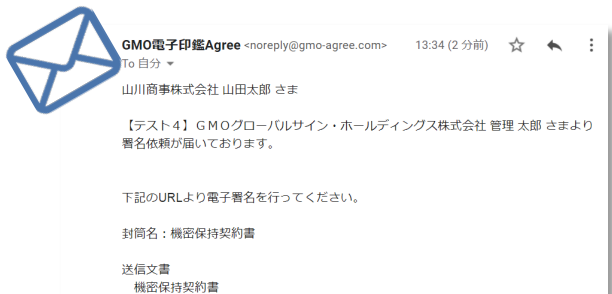 GMO電子印鑑Agree <noreply@gmo-agree.com> 13:34 (2 分前)
To 自分
山川商事株式会社 山田太郎 さま
【テスト４】ＧＭＯグローバルサイン・ホールディングス株式会社 管理 太郎 さまより
署名依頼が届いております。
下記のURLより電子署名を行ってください。
封筒名：機密保持契約書
送信文書
機密保持契約書